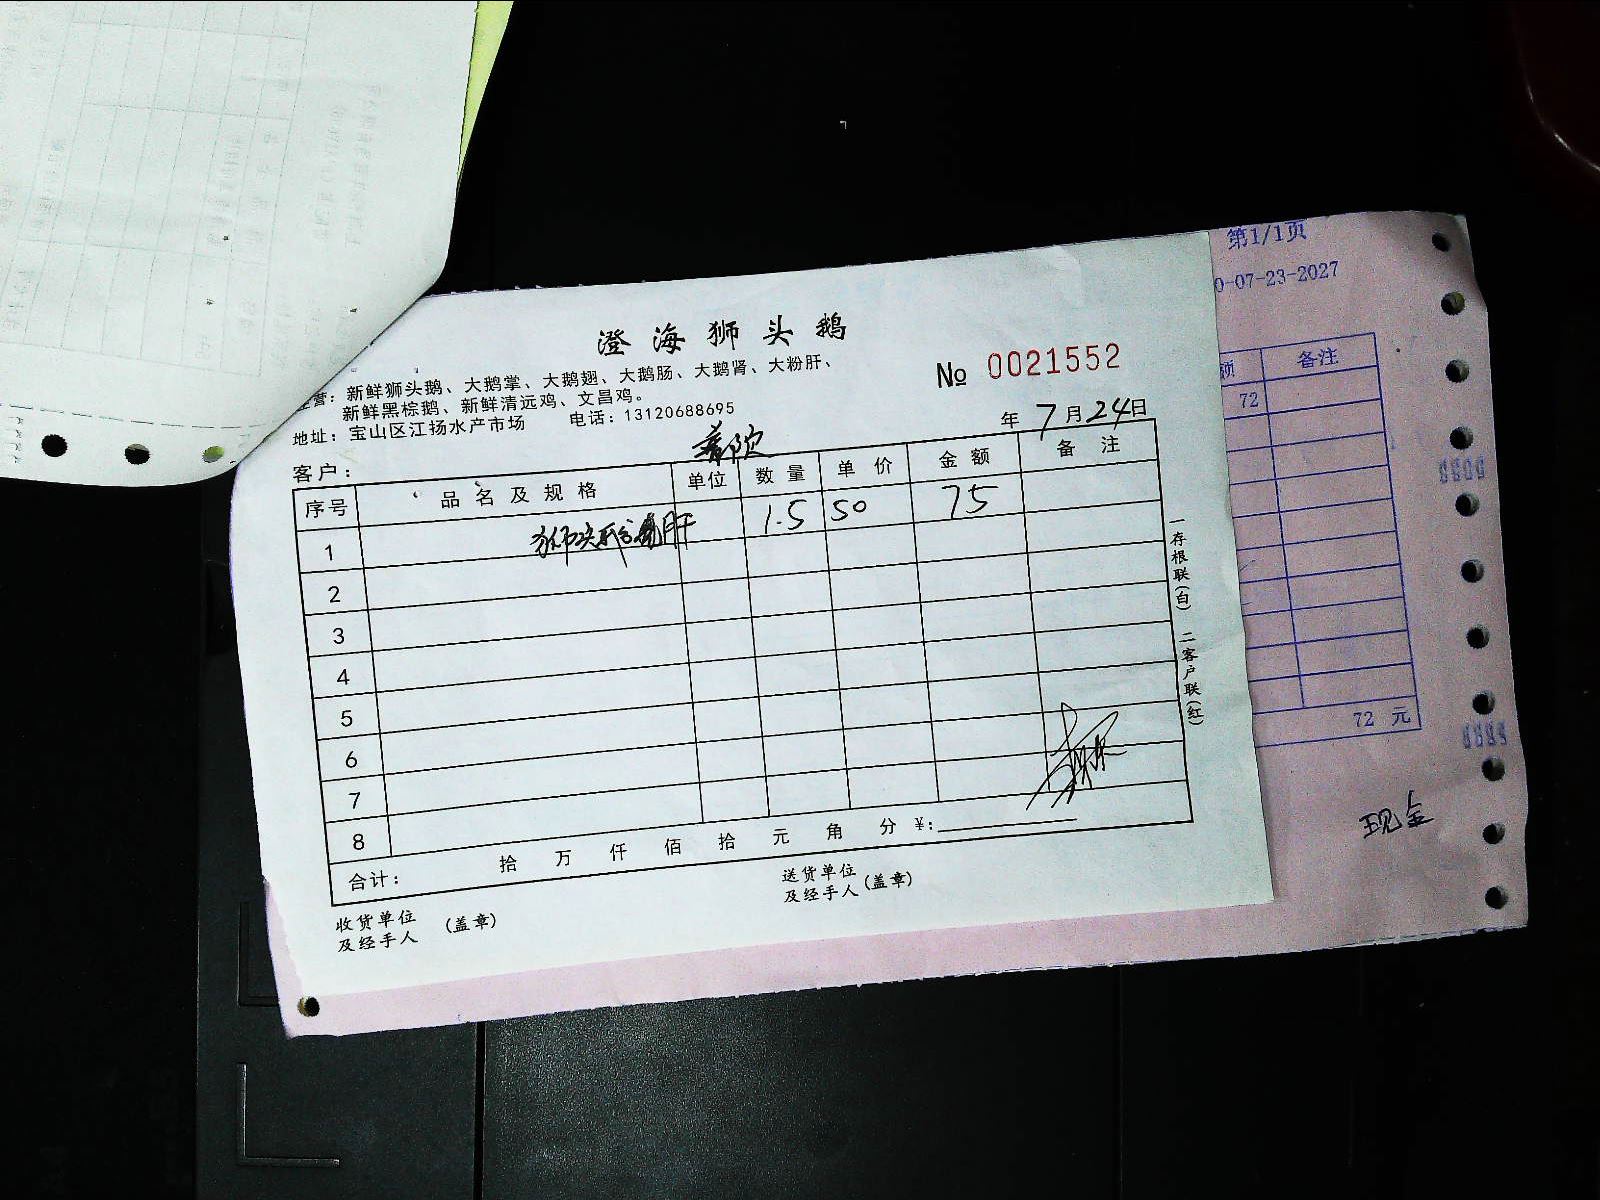 澄海狮头鹅
营：新鲜狮头鹅、大鹅掌、大鹅翅、大鹅肠、大鹅肾、大粉肝、
新鲜黑棕鹅、新鲜清远鸡、文昌鸡。
地址：宝山区江扬水产市场 电话：13120688695
№ 0021552
年 7月24日
客户：
序号 品名及规格 单位 数量 单价 金额 备注
1 1.5 50 75
2
3
4
5
6
7
8
合计： 拾 万 仟 佰 拾 元 角 分 ¥:
收货单位
及经手人 （盖章）
送货单位
及经手人（盖章）
一存根联(白) 二客户联(红)
第1/1页
0-07-23-2027
额 备注
72
72 元
现金